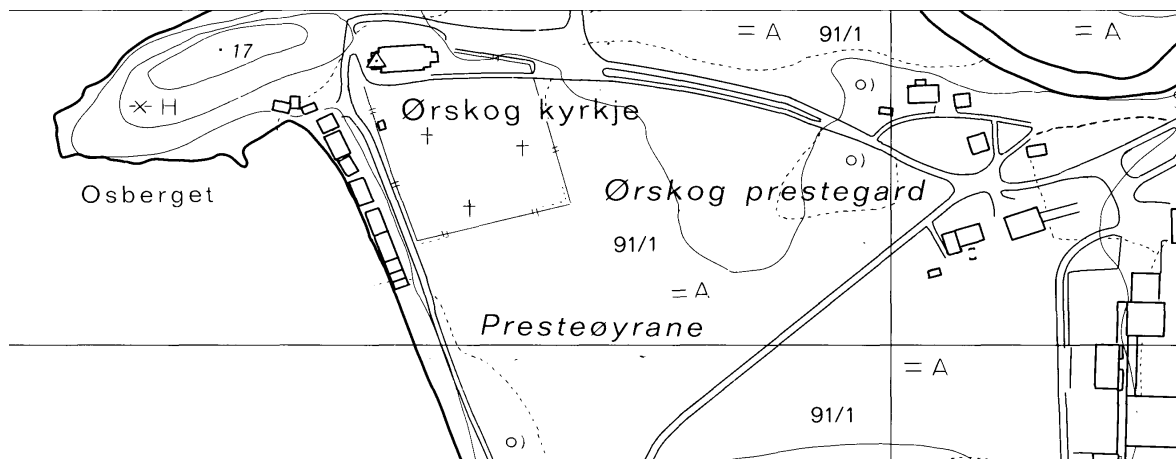 = A
91/1
= A
17
H
Ørskog kyrkje
Osberget
Ørskog prestegard
91/1
= A
Presteøyrane
= A
91/1